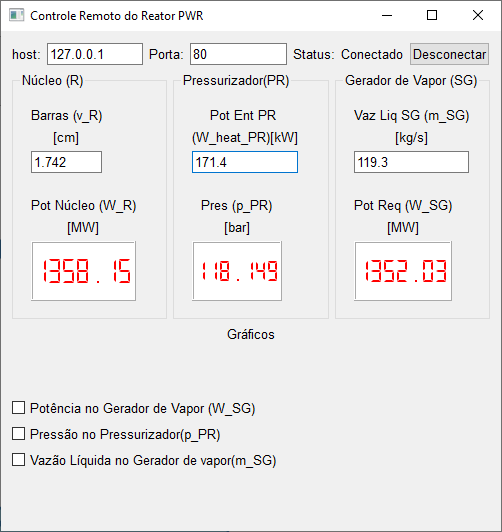 Controle Remoto do Reator PWR
host: 127.0.0.1 Porta: 80 Status: Conectado Desconectar
Núcleo (R) Pressurizador(PR) Gerador de Vapor (SG)
Barras (v_R) Pot Ent PR Vaz Liq SG (m_SG)
[cm] (W_heat_PR)[kW] [kg/s]
1.742 171.4 119.3
Pot Núcleo (W_R) Pres (p_PR) Pot Req (W_SG)
[MW] [bar] [MW]
1358.15 118.149 1352.03
Gráficos
Potência no Gerador de Vapor (W_SG)
Pressão no Pressurizador(p_PR)
Vazão Líquida no Gerador de vapor(m_SG)